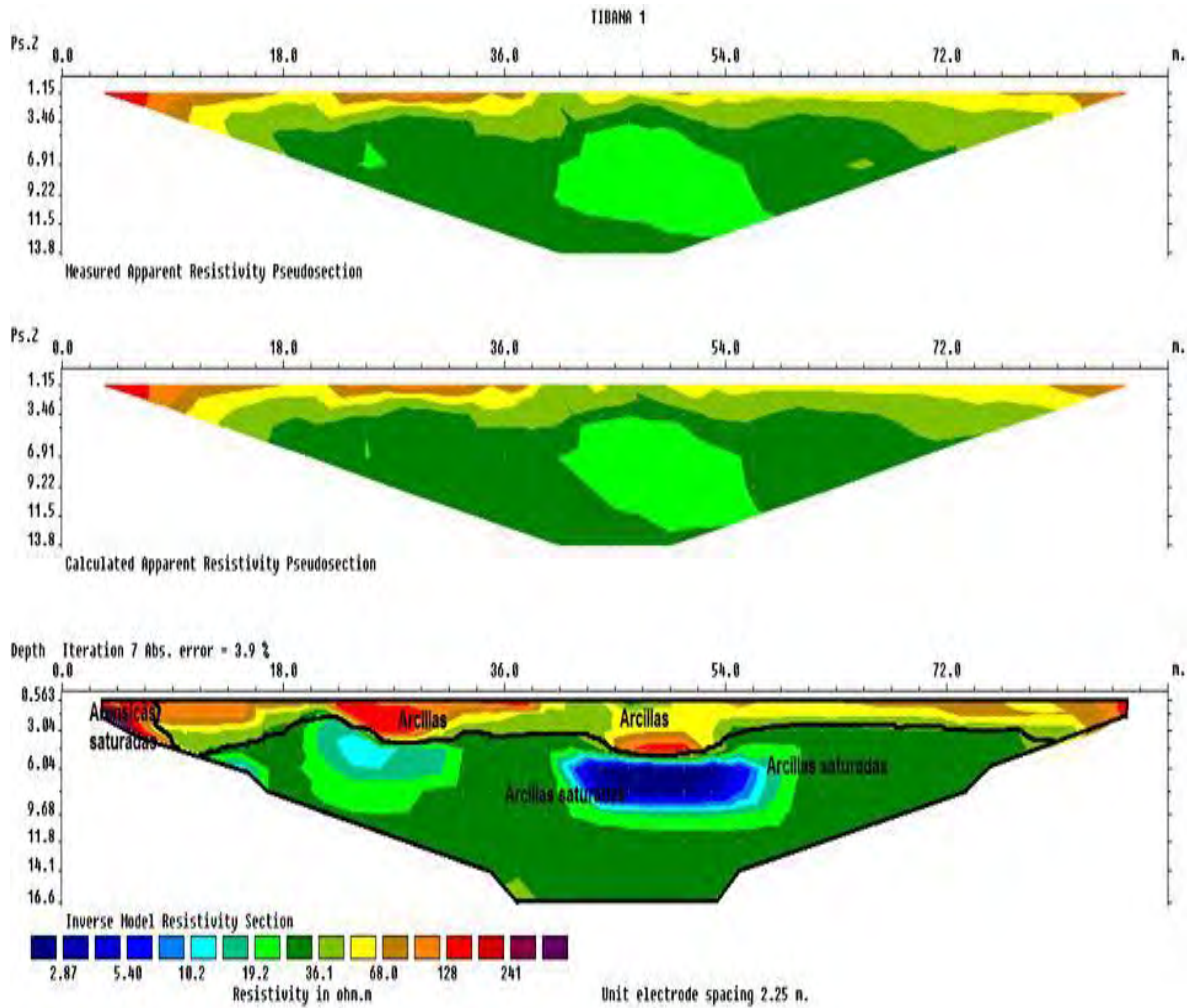 TIBANA 1
Ps.Z 0.0 18.0 36.0 54.0 72.0 m.
1.15
3.46
6.91
9.22
11.5
13.8
Measured Apparent Resistivity Pseudosection
Ps.Z 0.0 18.0 36.0 54.0 72.0 m.
1.15
3.46
6.91
9.22
11.5
13.8
Calculated Apparent Resistivity Pseudosection
Depth Iteration 7 Abs. error = 3.9 %
0.0 18.0 36.0 54.0 72.0 m.
0.563
3.04
6.04
9.68
11.8
14.1
16.6
saturadas
Arcillas
Arcillas
Arcillas saturadas
Arcillas saturadas
Inverse Model Resistivity Section
2.87 5.40 10.2 19.2 36.1 68.0 128 241
Resistivity in ohm.m
Unit electrode spacing 2.25 m.